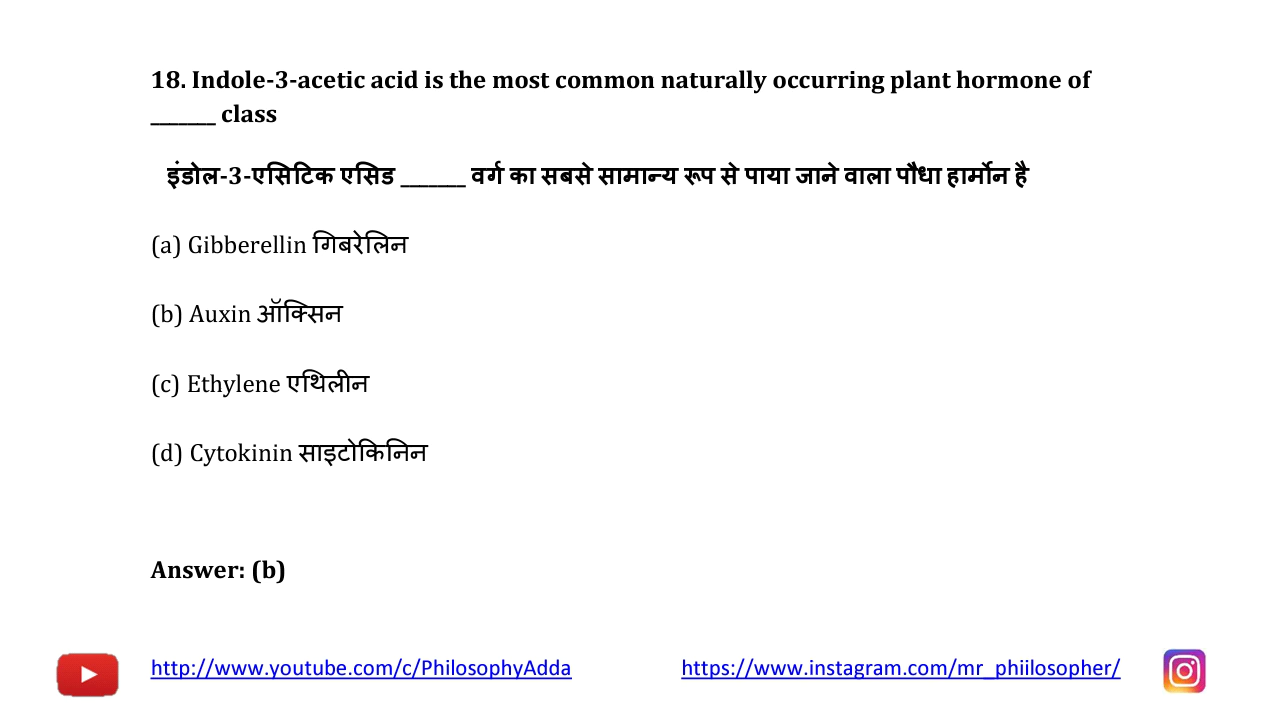 18. Indole-3-acetic acid is the most common naturally occurring plant hormone of
_______ class
इंडोल-3-एसिटिक एसिड _______ वर्ग का सबसे सामान्य रूप से पाया जाने वाला पौधा हार्मोन है
(a) Gibberellin गिबरेलिन
(b) Auxin ऑक्सिन
(c) Ethylene एथिलीन
(d) Cytokinin साइटोकिनिन
Answer: (b)
http://www.youtube.com/c/PhilosophyAdda https://www.instagram.com/mr_phiilosopher/